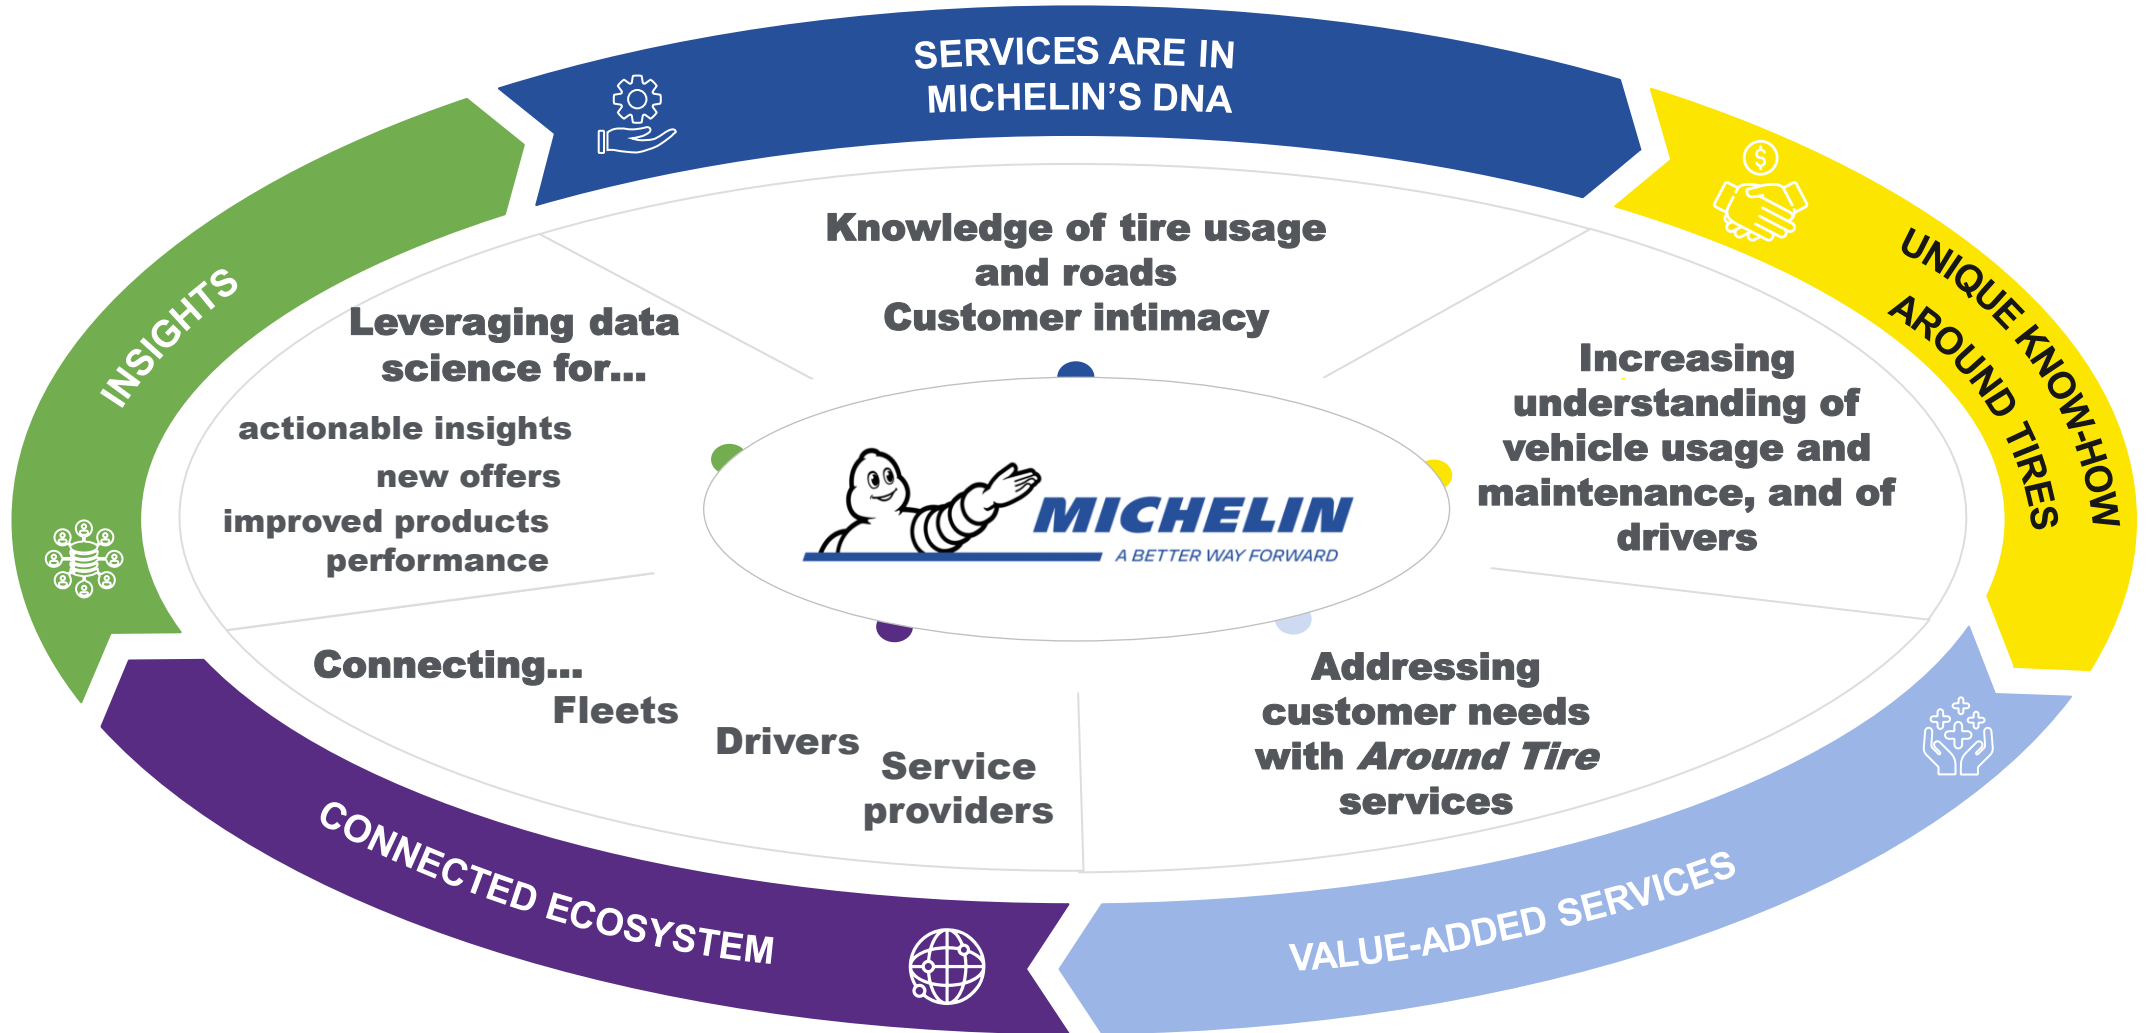 SERVICES ARE IN
MICHELIN’S DNA
Knowledge of tire usage
and roads
Customer intimacy
UNIQUE KNOW-HOW
AROUND TIRES
Increasing
understanding of
vehicle usage and
maintenance, and of
drivers
VALUE-ADDED SERVICES
Addressing
customer needs
with Around Tire
services
CONNECTED ECOSYSTEM
Connecting...
Fleets
Drivers
Service
providers
INSIGHTS
Leveraging data
science for...
actionable insights
new offers
improved products
performance
MICHELIN
A BETTER WAY FORWARD
$